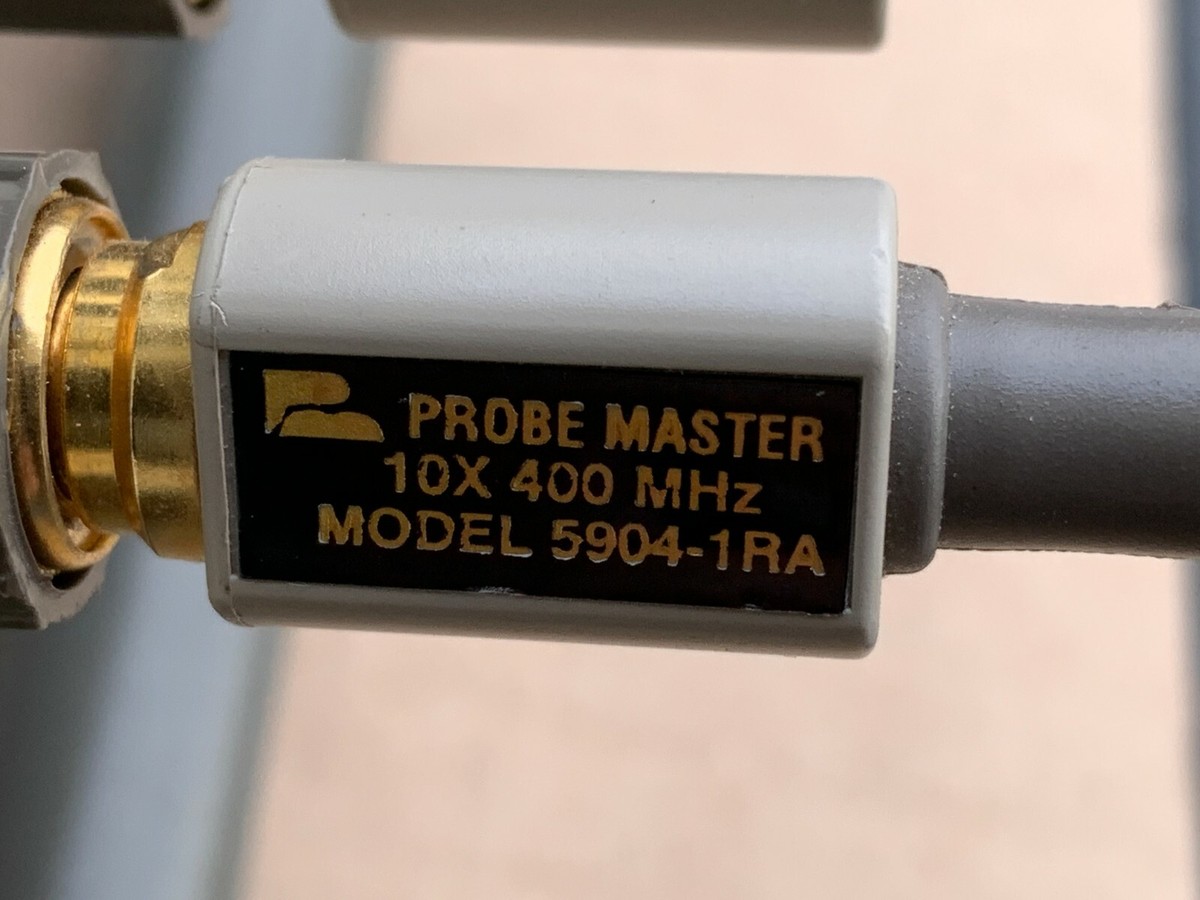 PROBE MASTER
10X 400 MHz
MODEL 5904-1RA